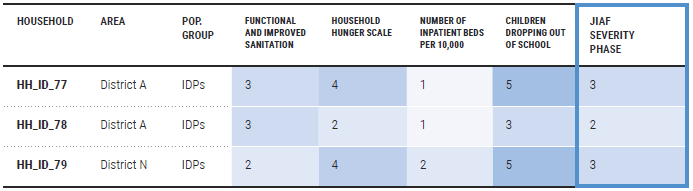 HOUSEHOLD AREA POP. GROUP FUNCTIONAL AND IMPROVED SANITATION HOUSEHOLD HUNGER SCALE NUMBER OF INPATIENT BEDS PER 10,000 CHILDREN DROPPING OUT OF SCHOOL JIAF SEVERITY PHASE
HH_ID_77 District A IDPs 3 4 1 5 3
HH_ID_78 District A IDPs 3 2 1 3 2
HH_ID_79 District N IDPs 2 4 2 5 3